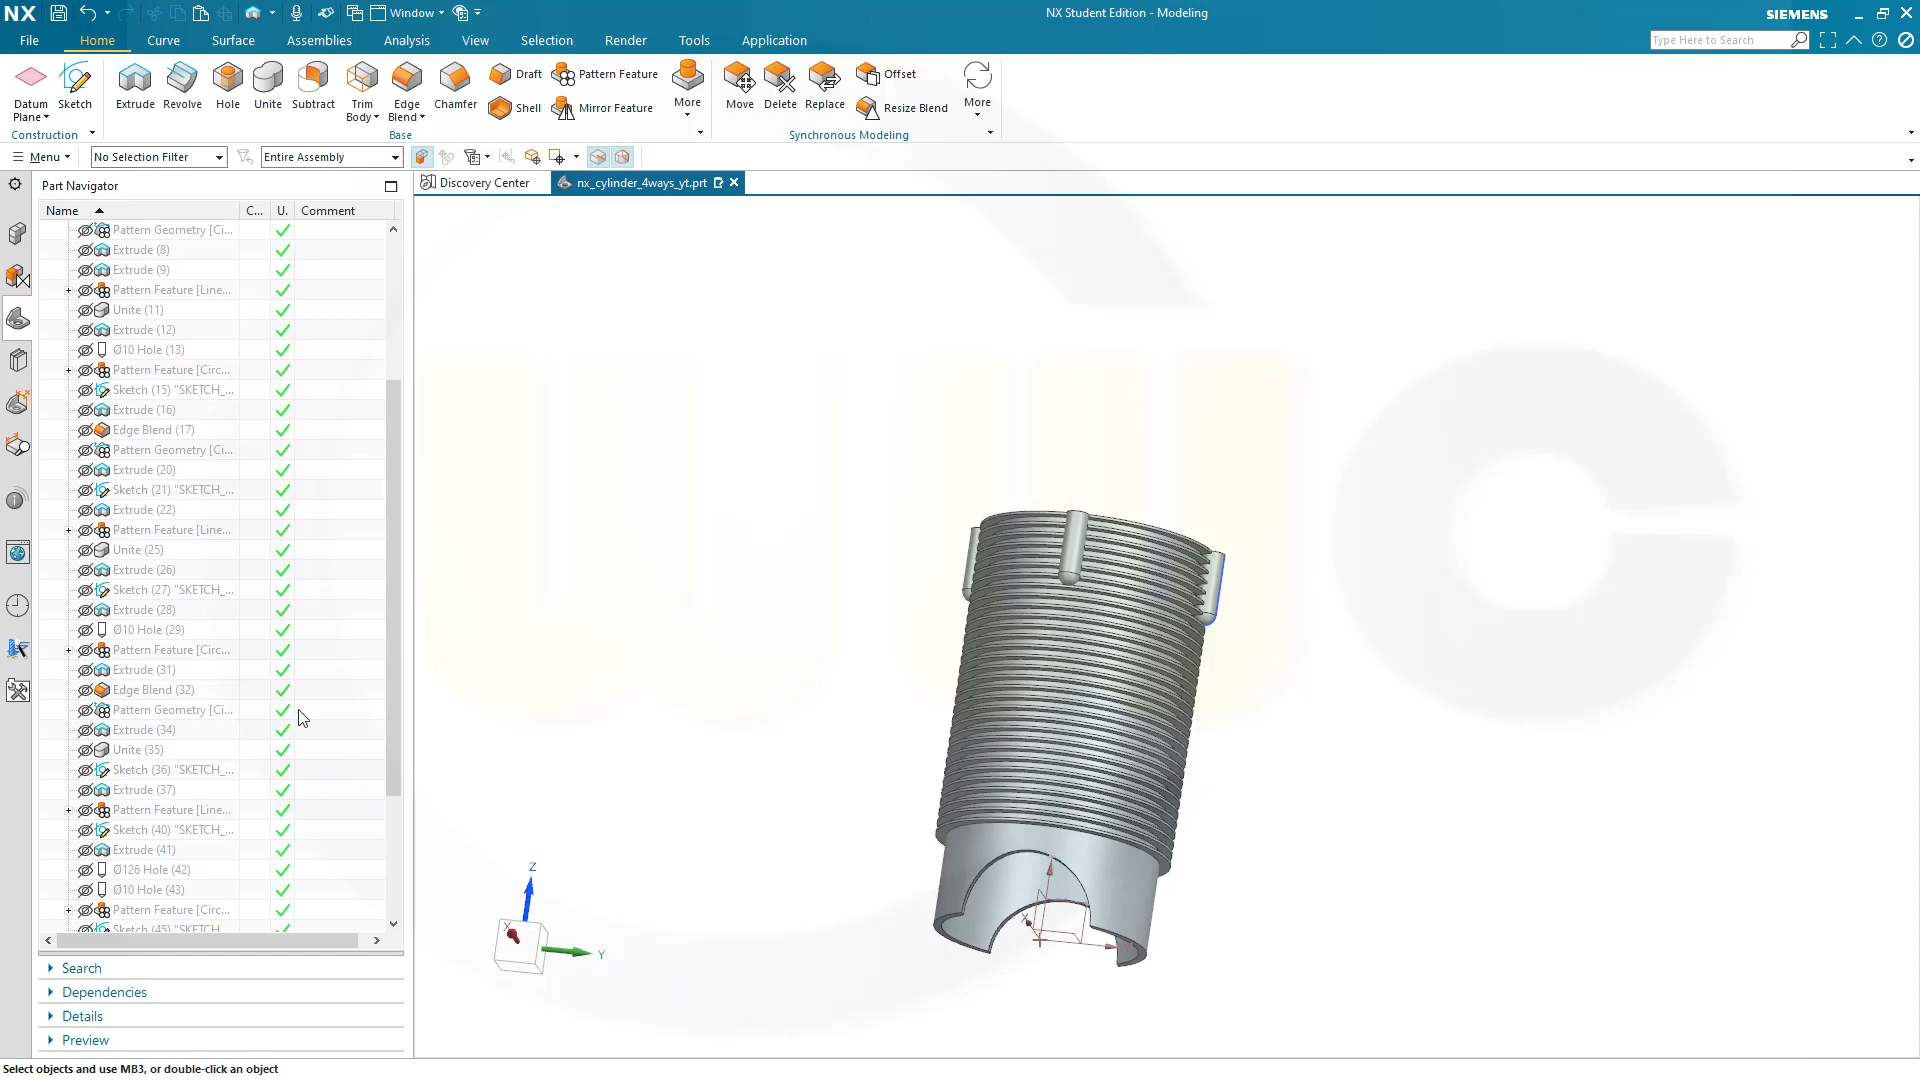 NX
Window
NX Student Edition - Modeling
SIEMENS
File
Home
Curve
Surface
Assemblies
Analysis
View
Selection
Render
Tools
Application
Type Here to Search
Datum
Plane
Sketch
Extrude
Revolve
Hole
Unite
Subtract
Trim
Body
Edge
Blend
Chamfer
Draft
Shell
Pattern Feature
Mirror Feature
More
Move
Delete
Replace
Offset
Resize Blend
More
Construction
Base
Synchronous Modeling
Menu
No Selection Filter
Entire Assembly
Part Navigator
Discovery Center
nx_cylinder_4ways_yt.prt
Name
C...
U.
Comment
Pattern Geometry [Ci...
Extrude (8)
Extrude (9)
Pattern Feature [Line...
Unite (11)
Extrude (12)
Ø10 Hole (13)
Pattern Feature [Circ...
Sketch (15) "SKETCH_...
Extrude (16)
Edge Blend (17)
Pattern Geometry [Ci...
Extrude (20)
Sketch (21) "SKETCH_...
Extrude (22)
Pattern Feature [Line...
Unite (25)
Extrude (26)
Sketch (27) "SKETCH_...
Extrude (28)
Ø10 Hole (29)
Pattern Feature [Circ...
Extrude (31)
Edge Blend (32)
Pattern Geometry [Ci...
Extrude (34)
Unite (35)
Sketch (36) "SKETCH_...
Extrude (37)
Pattern Feature [Line...
Sketch (40) "SKETCH_...
Extrude (41)
Ø126 Hole (42)
Ø10 Hole (43)
Pattern Feature [Circ...
Sketch (45) "SKETCH
Search
Dependencies
Details
Preview
Z
X
Y
Select objects and use MB3, or double-click an object